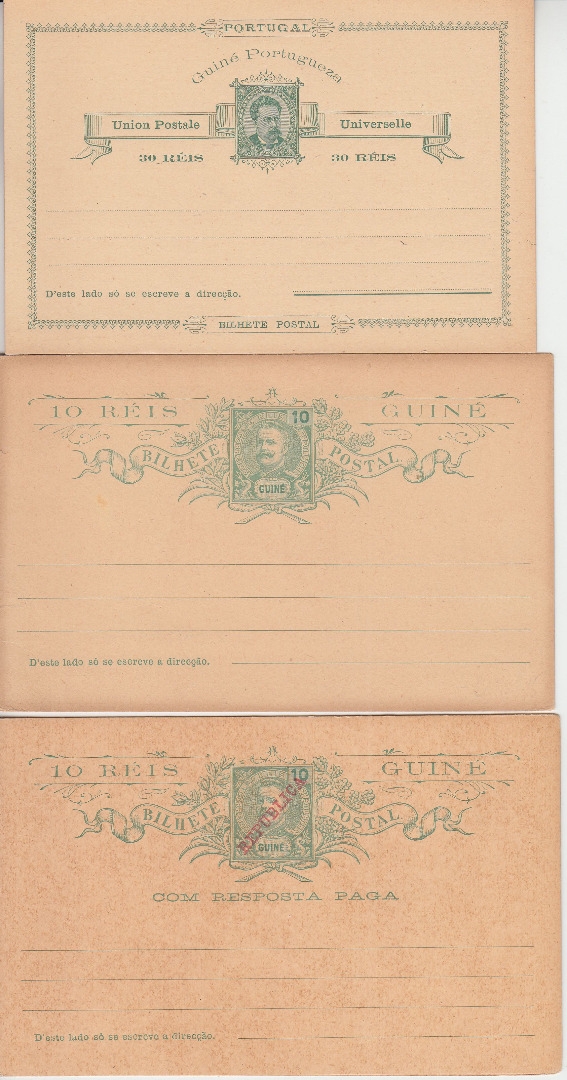 PORTUGAL
Guiné Portugueza
Union Postale Universelle
30 RÉIS 30 RÉIS
D'este lado só se escreve a direcção.
BILHETE POSTAL
10 RÉIS 10 GUINÉ
BILHETE POSTAL
GUINÉ
D'este lado só se escreve a direcção.
10 RÉIS 10 GUINÉ
BILHETE POSTAL
REPUBLICA
GUINÉ
COM RESPOSTA PAGA
D'este lado só se escreve a direcção.